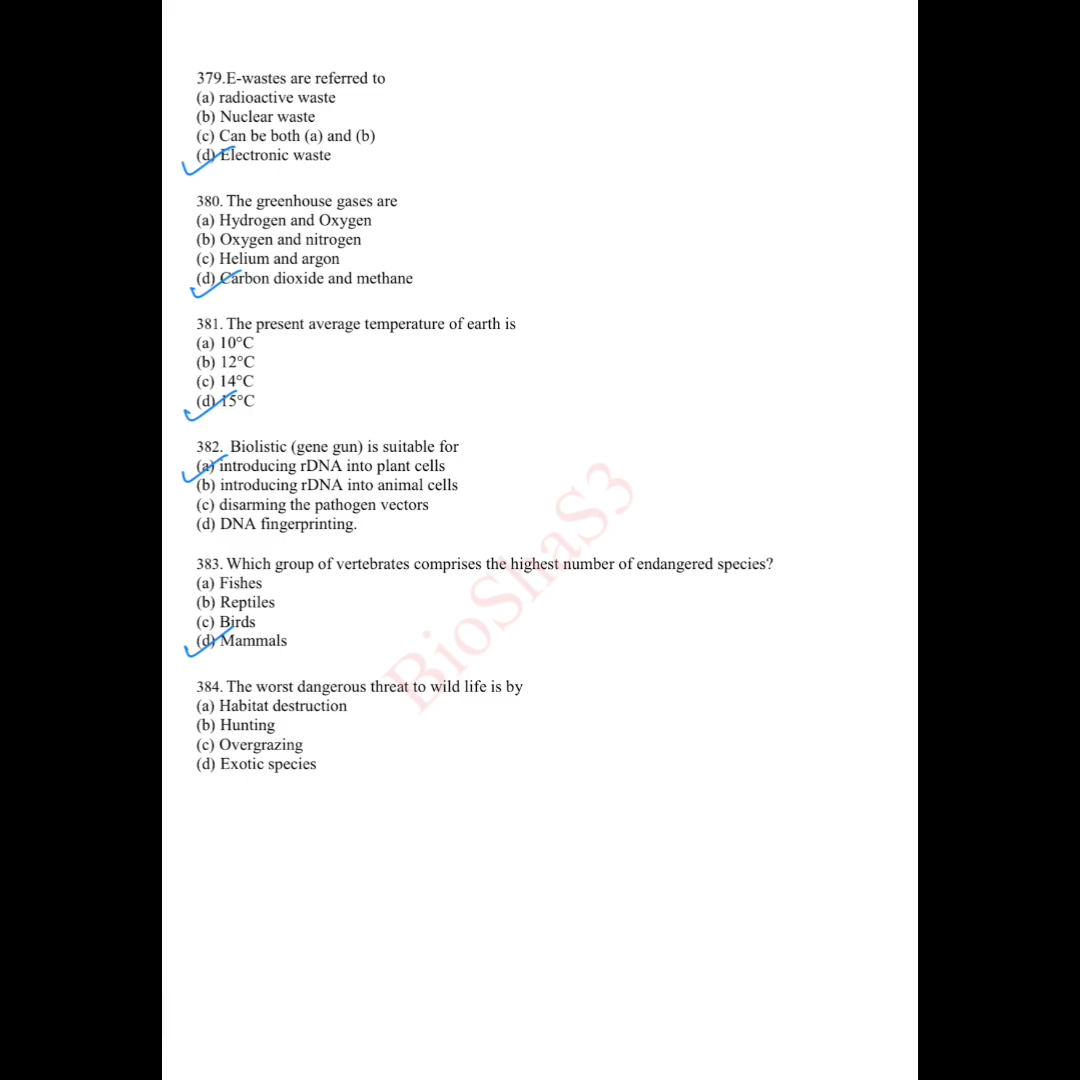 379.E-wastes are referred to
(a) radioactive waste
(b) Nuclear waste
(c) Can be both (a) and (b)
(d) Electronic waste
380. The greenhouse gases are
(a) Hydrogen and Oxygen
(b) Oxygen and nitrogen
(c) Helium and argon
(d) Carbon dioxide and methane
381. The present average temperature of earth is
(a) 10°C
(b) 12°C
(c) 14°C
(d) 15°C
382. Biolistic (gene gun) is suitable for
(a) introducing rDNA into plant cells
(b) introducing rDNA into animal cells
(c) disarming the pathogen vectors
(d) DNA fingerprinting.
383. Which group of vertebrates comprises the highest number of endangered species?
(a) Fishes
(b) Reptiles
(c) Birds
(d) Mammals
384. The worst dangerous threat to wild life is by
(a) Habitat destruction
(b) Hunting
(c) Overgrazing
(d) Exotic species
BioShaS3